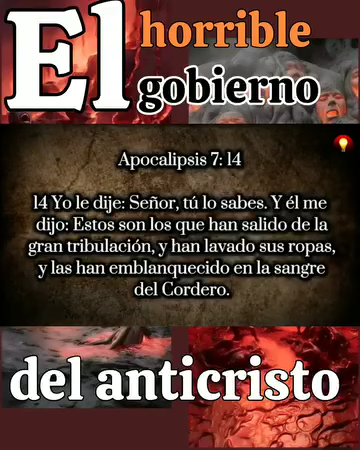 El horrible
gobierno
Apocalipsis 7: 14
14 Yo le dije: Señor, tú lo sabes. Y él me
dijo: Estos son los que han salido de la
gran tribulación, y han lavado sus ropas,
y las han emblanquecido en la sangre
del Cordero.
del anticristo